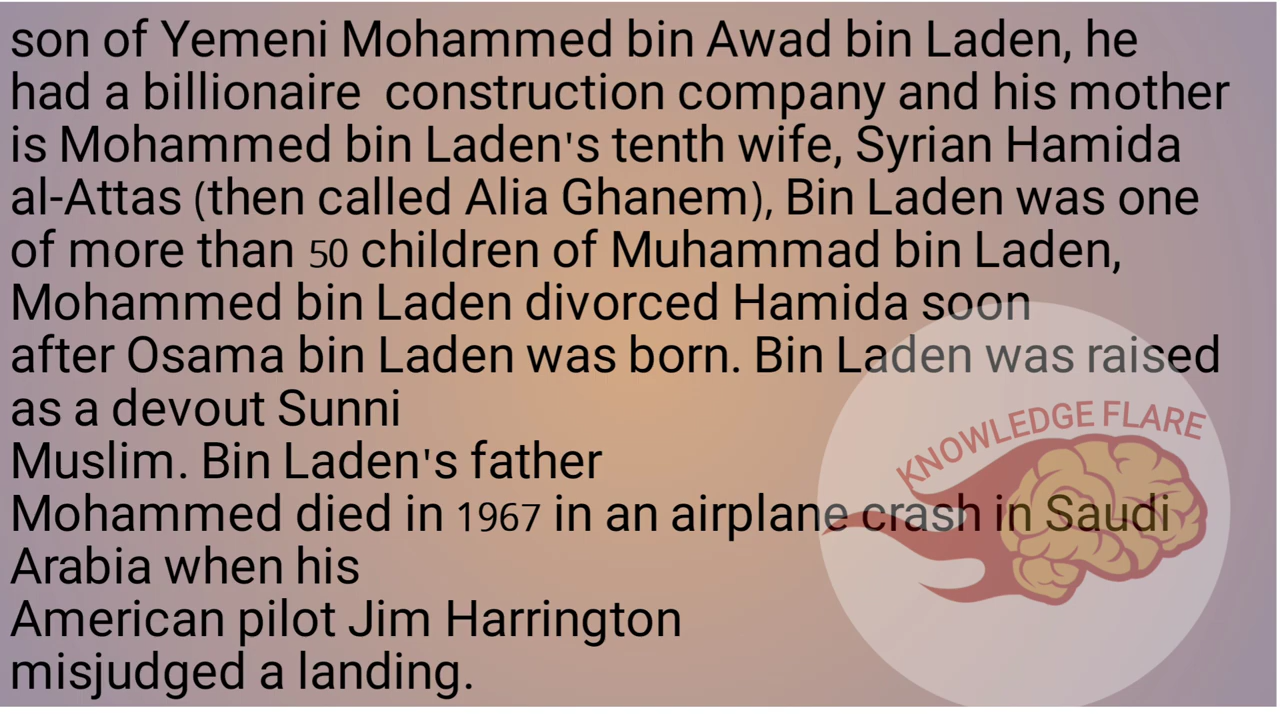 son of Yemeni Mohammed bin Awad bin Laden, he
had a billionaire  construction company and his mother
is Mohammed bin Laden's tenth wife, Syrian Hamida
al-Attas (then called Alia Ghanem), Bin Laden was one
of more than 50 children of Muhammad bin Laden,
Mohammed bin Laden divorced Hamida soon
after Osama bin Laden was born. Bin Laden was raised
as a devout Sunni
Muslim. Bin Laden's father
Mohammed died in 1967 in an airplane crash in Saudi
Arabia when his
American pilot Jim Harrington
misjudged a landing.
KNOWLEDGE FLARE